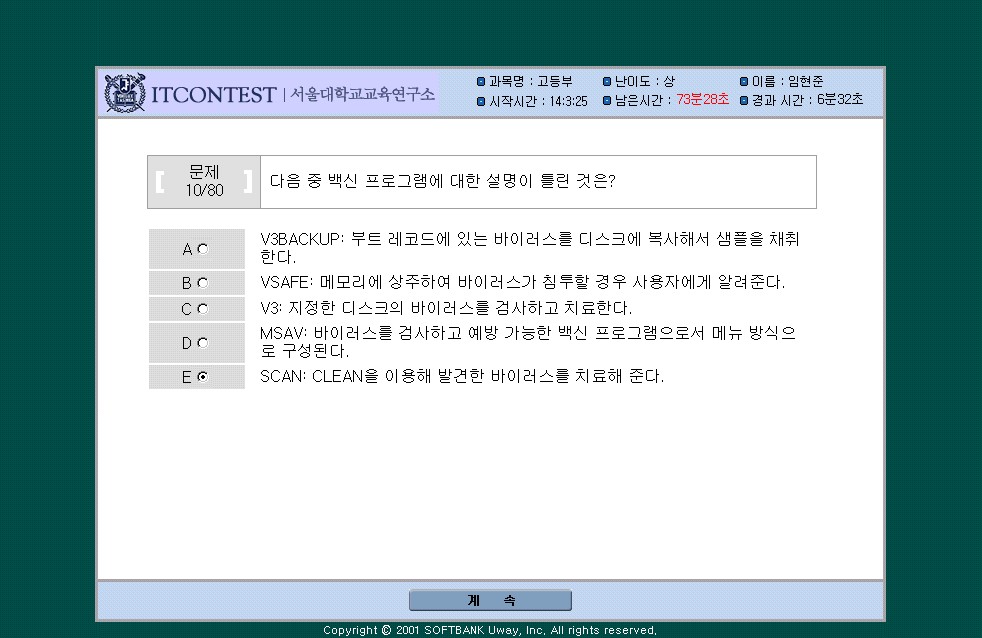 ITCONTEST | 서울대학교교육연구소
과목명 : 고등부 난이도 : 상 이름 : 임현준
시작시간 : 14:3:25 남은시간 : 73분28초 경과 시간 : 6분32초
문제
10/80
다음 중 백신 프로그램에 대한 설명이 틀린 것은?
A V3BACKUP: 부트 레코드에 있는 바이러스를 디스크에 복사해서 샘플을 채취
한다.
B VSAFE: 메모리에 상주하여 바이러스가 침투할 경우 사용자에게 알려준다.
C V3: 지정한 디스크의 바이러스를 검사하고 치료한다.
D MSAV: 바이러스를 검사하고 예방 가능한 백신 프로그램으로서 메뉴 방식으
로 구성된다.
E SCAN: CLEAN을 이용해 발견한 바이러스를 치료해 준다.
계 속
Copyright © 2001 SOFTBANK Uway, Inc, All rights reserved,